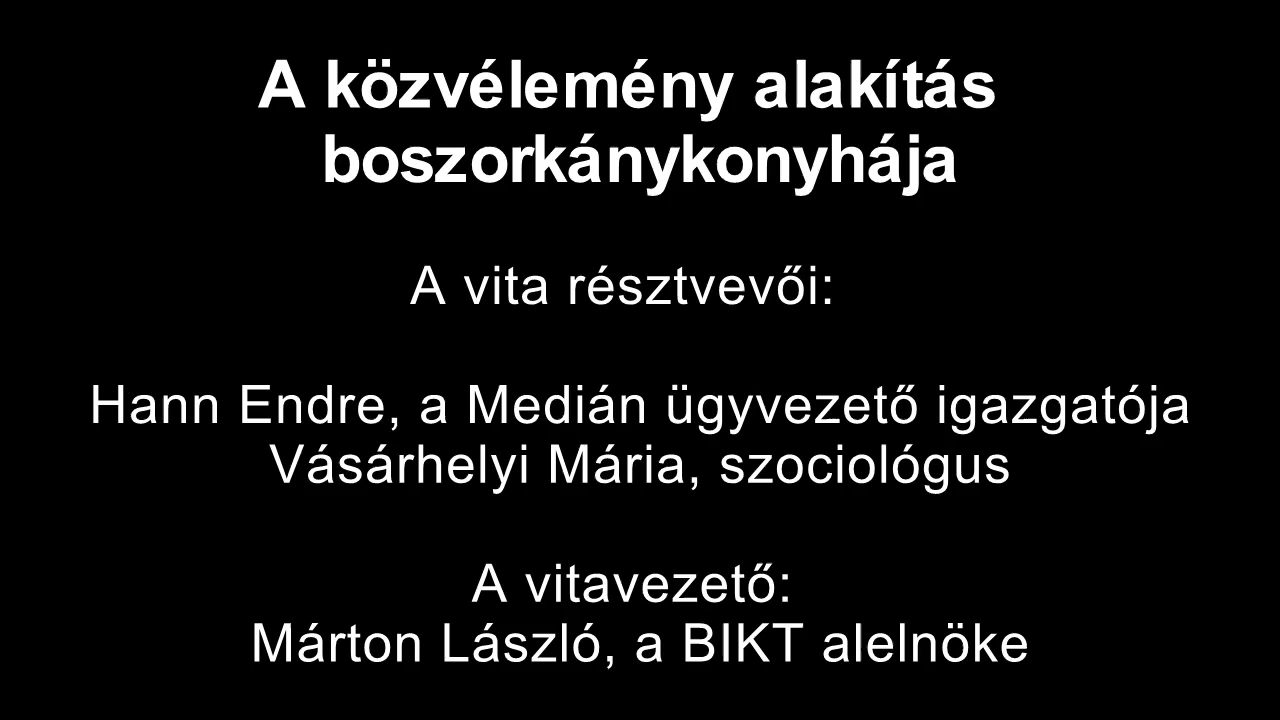 A közvélemény alakítás
boszorkánykonyhája
A vita résztvevői:
Hann Endre, a Medián ügyvezető igazgatója
Vásárhelyi Mária, szociológus
A vitavezető:
Márton László, a BIKT alelnöke